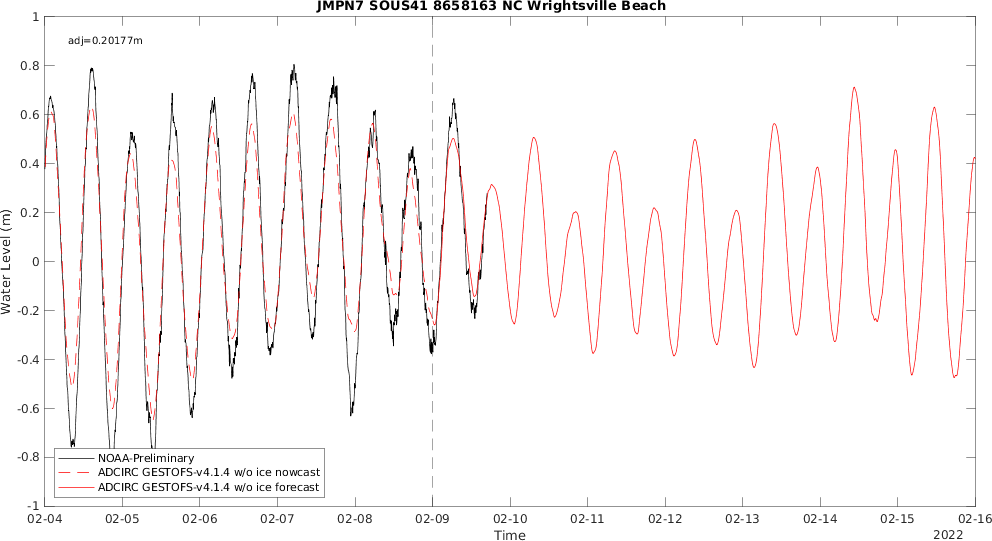 JMPN7 SOUS41 8658163 NC Wrightsville Beach
adj=0.20177m
1
0.8
0.6
0.4
0.2
0
-0.2
-0.4
-0.6
-0.8
-1
Water Level (m)
NOAA-Preliminary
ADCIRC GESTOFS-v4.1.4 w/o ice nowcast
ADCIRC GESTOFS-v4.1.4 w/o ice forecast
02-04 02-05 02-06 02-07 02-08 02-09 02-10 02-11 02-12 02-13 02-14 02-15 02-16
Time
2022